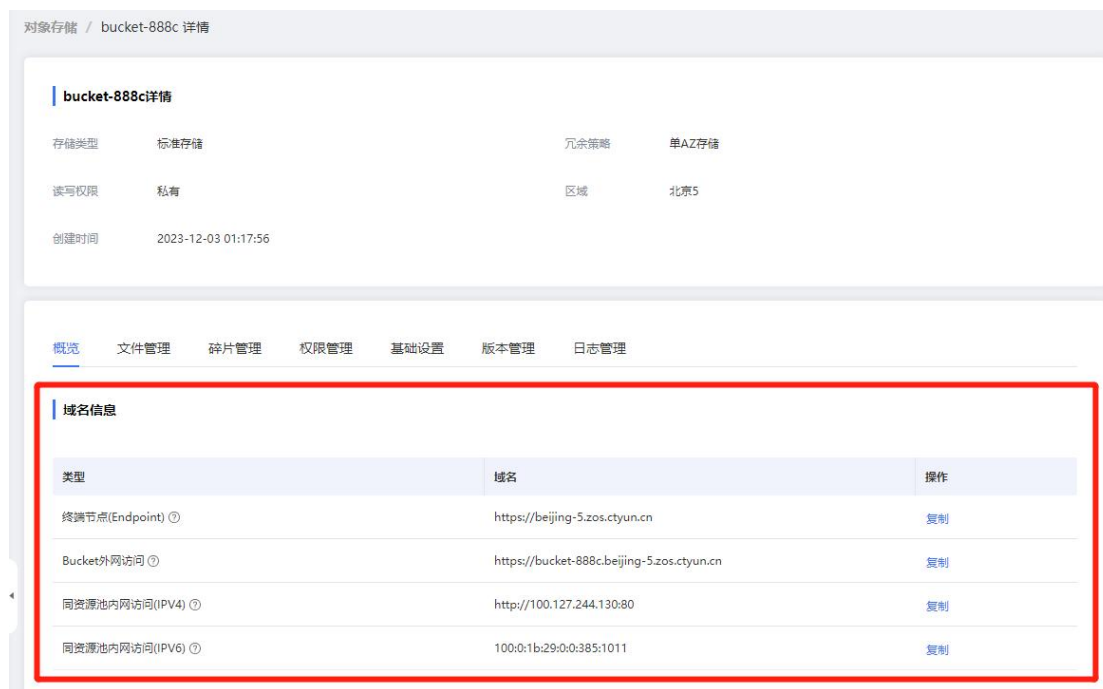 对象存储 / bucket-888c 详情
bucket-888c详情
存储类型 标准存储 冗余策略 单AZ存储
读写权限 私有 区域 北京5
创建时间 2023-12-03 01:17:56
概览 文件管理 碎片管理 权限管理 基础设置 版本管理 日志管理
域名信息
类型 域名 操作
终端节点(Endpoint) https://beijing-5.zos.ctyun.cn 复制
Bucket外网访问 https://bucket-888c.beijing-5.zos.ctyun.cn 复制
同资源池内网访问(IPV4) http://100.127.244.130:80 复制
同资源池内网访问(IPV6) 100:0:1b:29:0:0:385:1011 复制